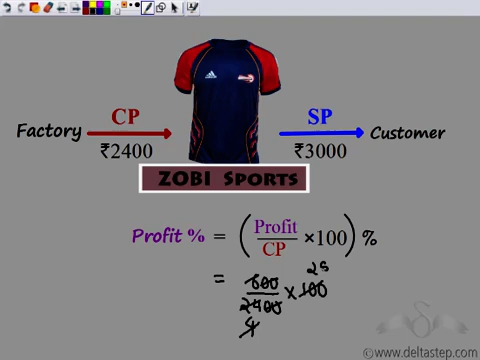 CP
SP
Factory
Customer
₹2400
₹3000
adidas
ZOBI SPORTS
Profit % = (Profit/CP ×100) %
= 600/2400 × 100 25
4
© www.deltastep.com